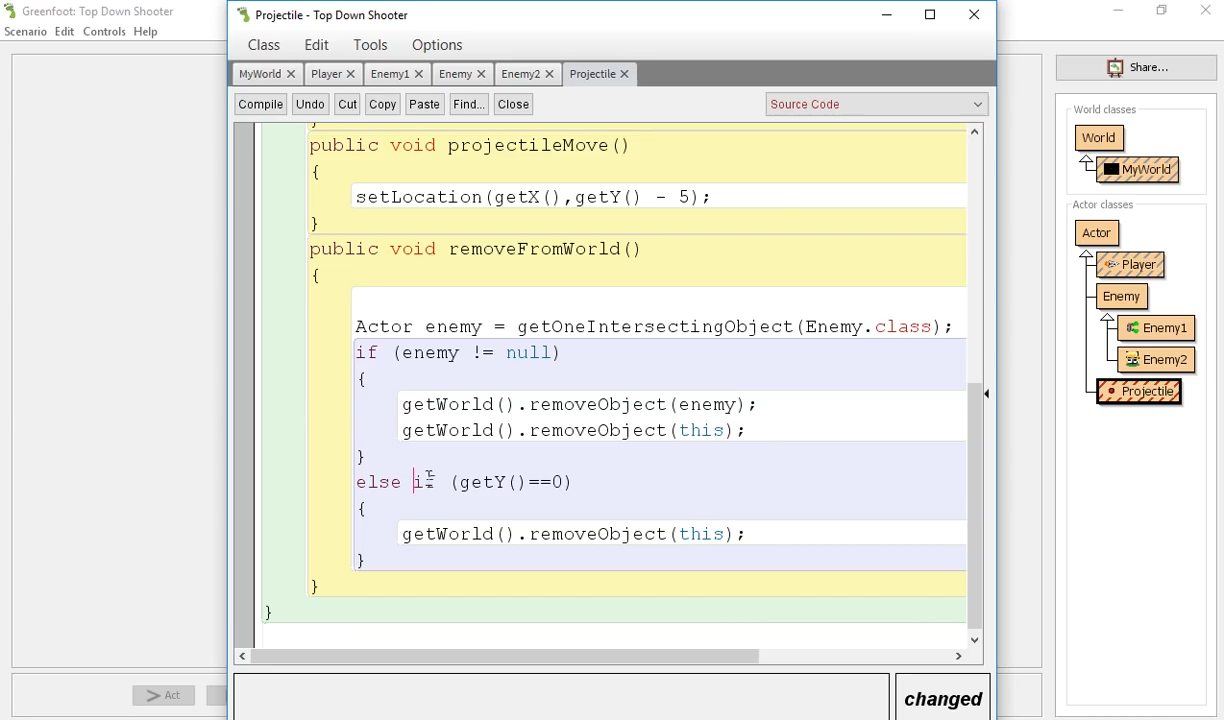 Greenfoot: Top Down Shooter
Scenario Edit Controls Help
Projectile - Top Down Shooter
Class Edit Tools Options
MyWorld Player Enemy1 Enemy Enemy2 Projectile
Compile Undo Cut Copy Paste Find... Close Source Code
public void projectileMove()
{
setLocation(getX(),getY() - 5);
}
public void removeFromWorld()
{
Actor enemy = getOneIntersectingObject(Enemy.class);
if (enemy != null)
{
getWorld().removeObject(enemy);
getWorld().removeObject(this);
}
else if (getY()==0)
{
getWorld().removeObject(this);
}
}
}
changed
Act
Share...
World classes
World
MyWorld
Actor classes
Actor
Player
Enemy
Enemy1
Enemy2
Projectile